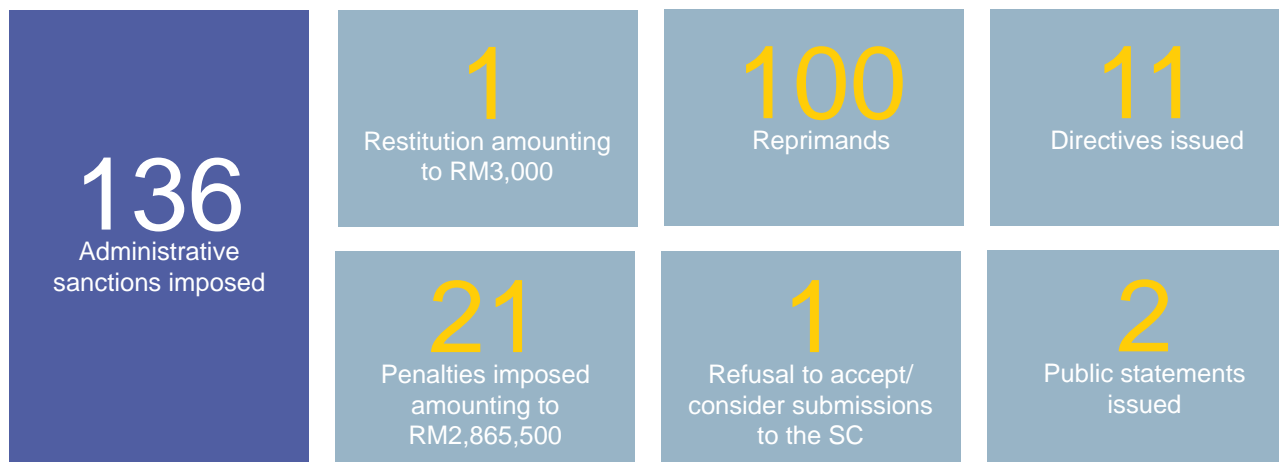 136
Administrative
sanctions imposed
1
Restitution amounting
to RM3,000
100
Reprimands
11
Directives issued
21
Penalties imposed
amounting to
RM2,865,500
1
Refusal to accept/
consider submissions
to the SC
2
Public statements
issued